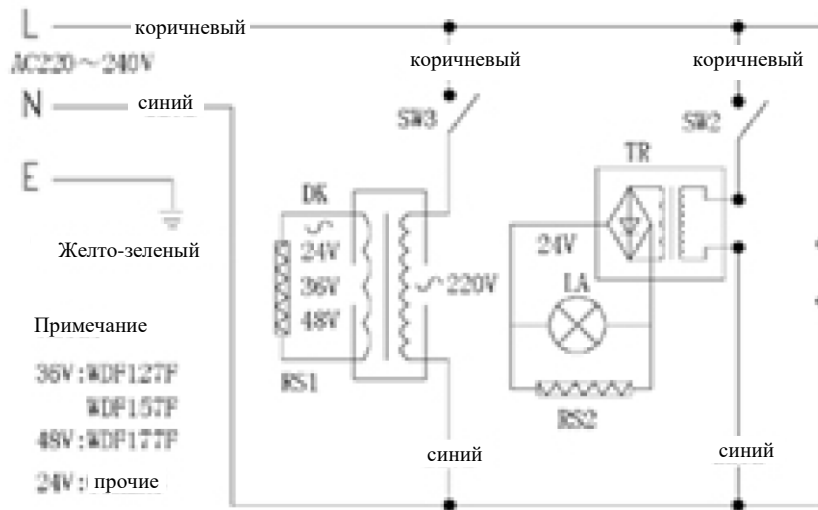 L коричневый
AC220～240V
коричневый
коричневый
N синий
SW3
SW2
TR
E
DK
Желто-зеленый
24V
24V
36V
220V
LA
48V
Примечание
36V:WDF127F
RS1
WDF157F
RS2
48V:WDF177F
синий
синий
24V: прочие